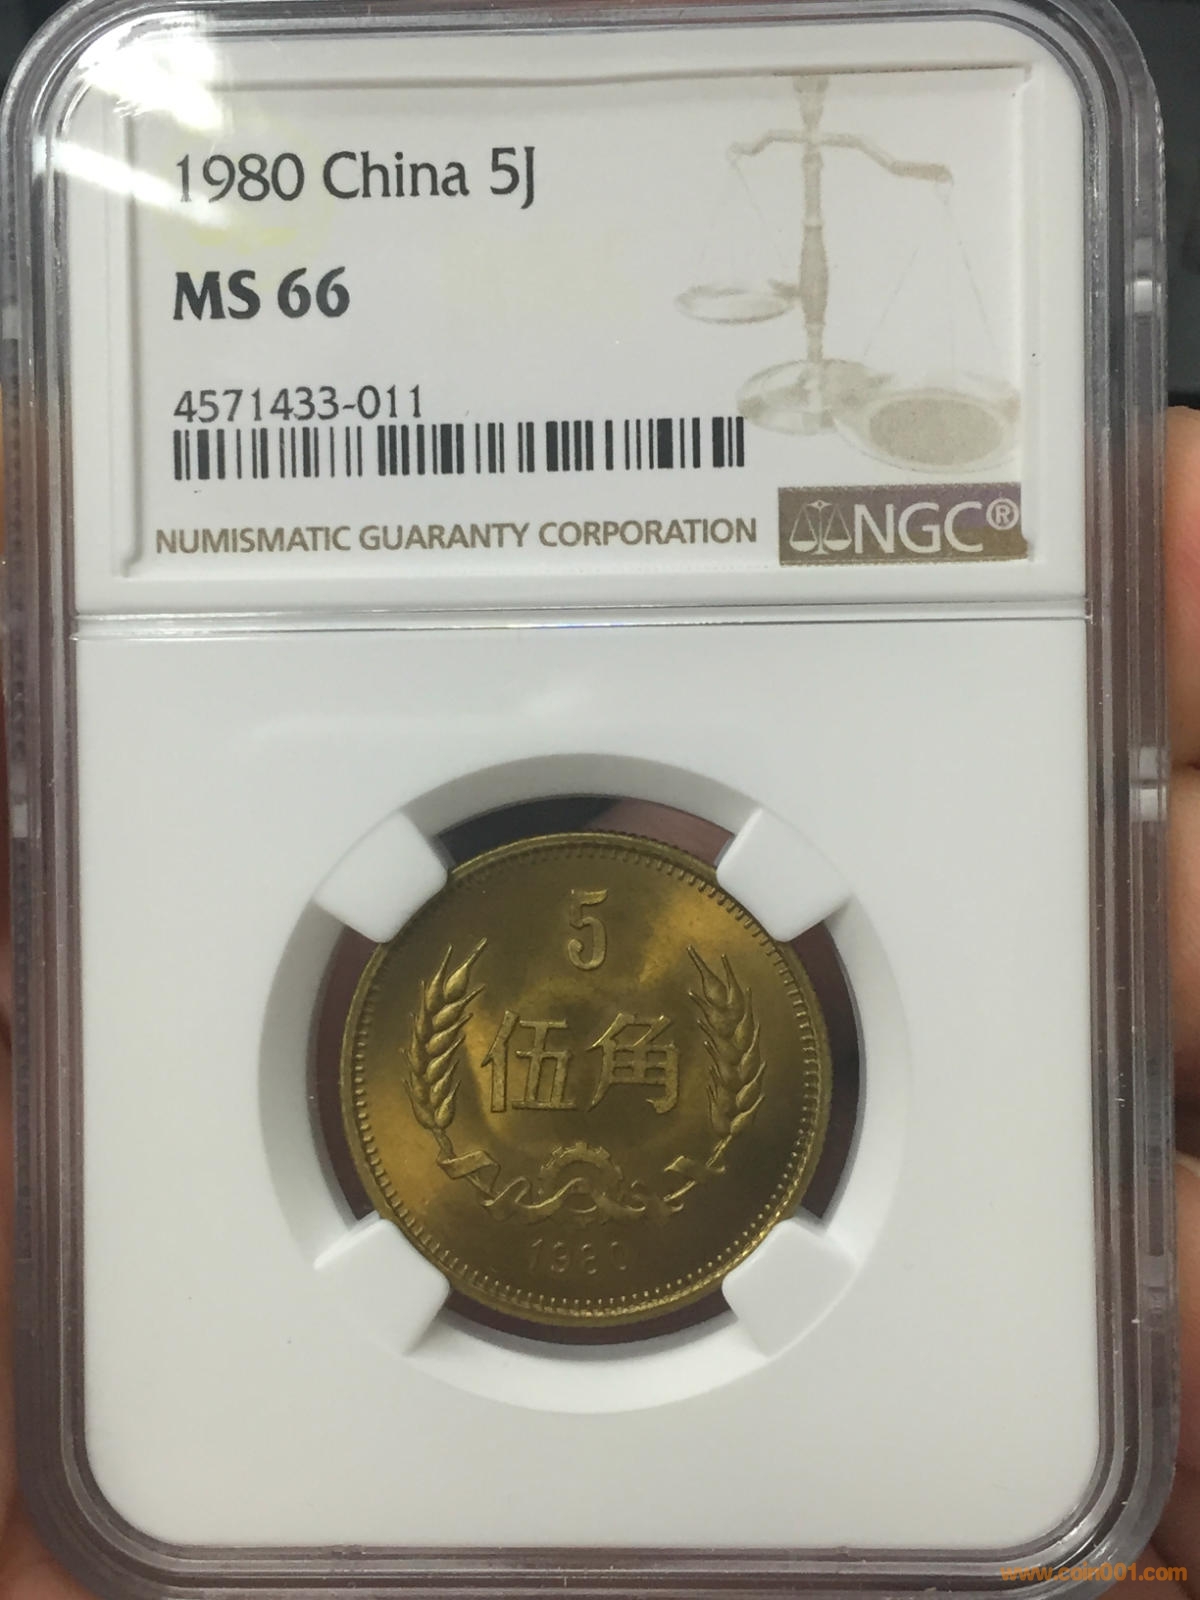 1980 China 5J
MS 66
4571433-011
NUMISMATIC GUARANTY CORPORATION
NGC®
5
伍角
1980
www.coin001.com